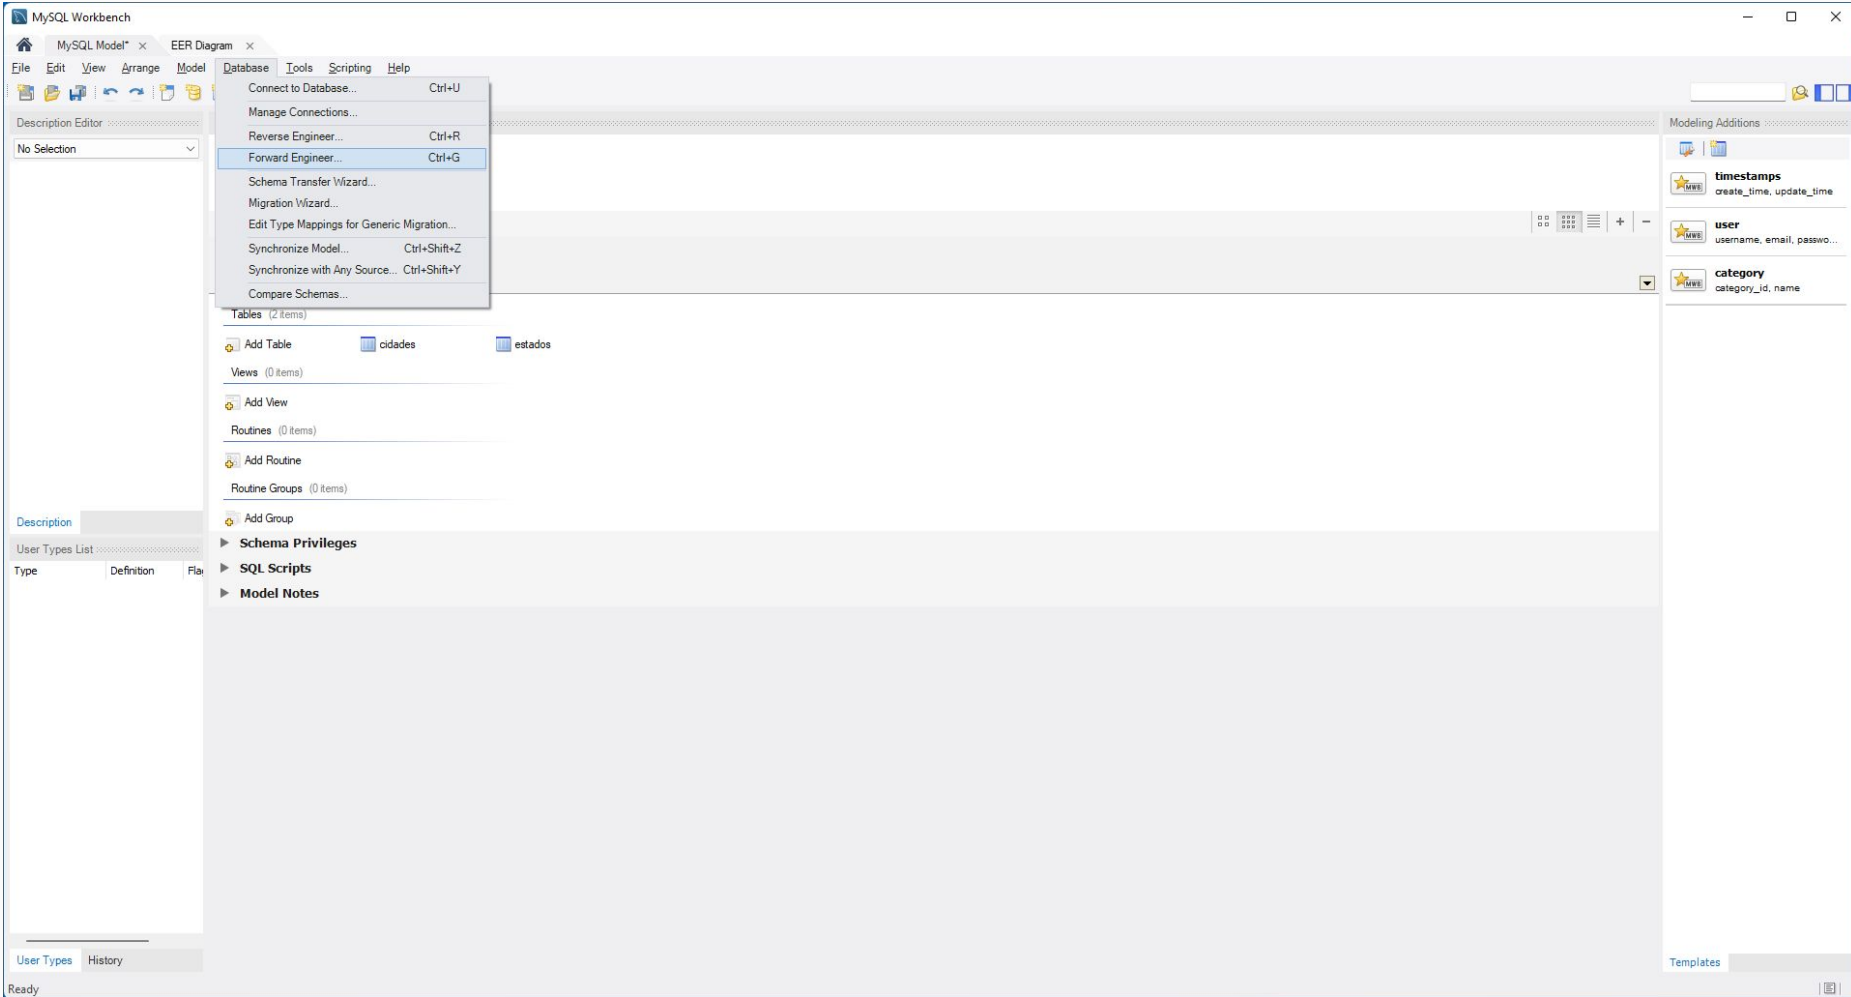 MySQL Workbench
MySQL Model* EER Diagram
File Edit View Arrange Model Database Tools Scripting Help
Connect to Database... Ctrl+U
Manage Connections...
Reverse Engineer... Ctrl+R
Forward Engineer... Ctrl+G
Schema Transfer Wizard...
Migration Wizard...
Edit Type Mappings for Generic Migration...
Synchronize Model... Ctrl+Shift+Z
Synchronize with Any Source... Ctrl+Shift+Y
Compare Schemas...
Description Editor
No Selection
Description
User Types List
Type Definition Flag
User Types History
Tables (2 items)
Add Table cidades estados
Views (0 items)
Add View
Routines (0 items)
Add Routine
Routine Groups (0 items)
Add Group
Schema Privileges
SQL Scripts
Model Notes
Modeling Additions
MWB timestamps
create_time, update_time
MWB user
username, email, passwo...
MWB category
category_id, name
Templates
Ready